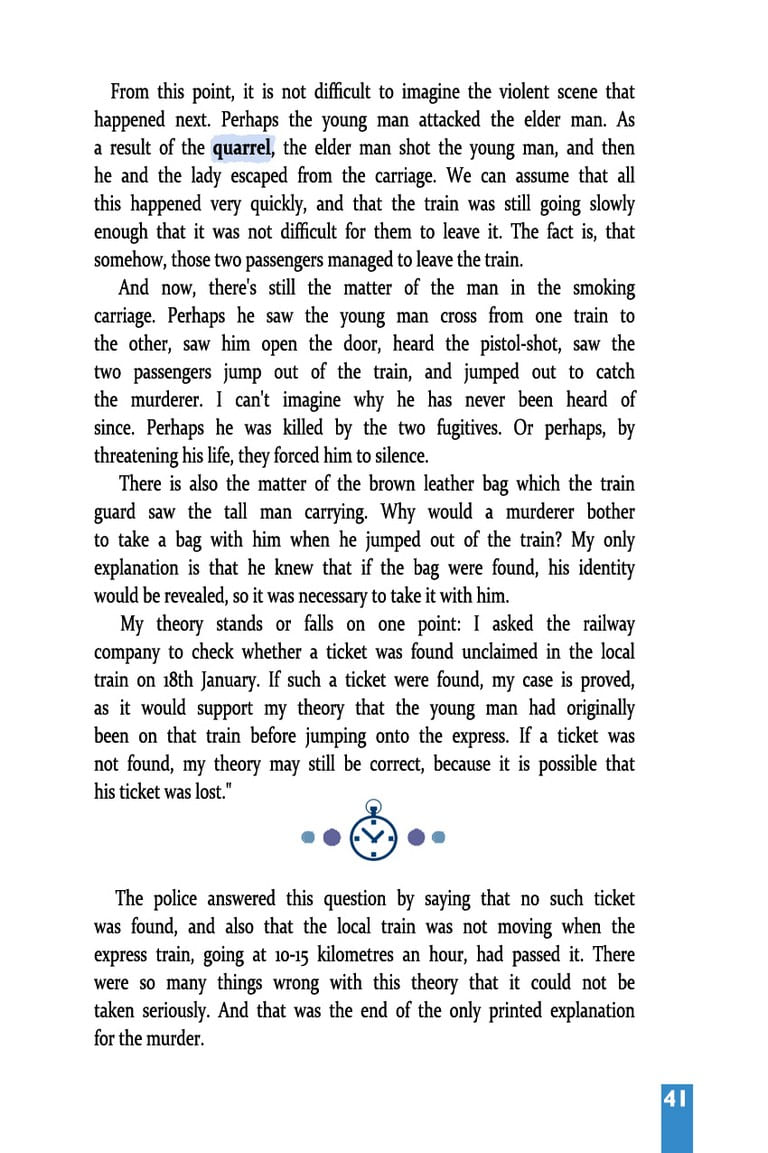 From this point, it is not difficult to imagine the violent scene that
happened next. Perhaps the young man attacked the elder man. As
a result of the quarrel, the elder man shot the young man, and then
he and the lady escaped from the carriage. We can assume that all
this happened very quickly, and that the train was still going slowly
enough that it was not difficult for them to leave it. The fact is, that
somehow, those two passengers managed to leave the train.
And now, there's still the matter of the man in the smoking
carriage. Perhaps he saw the young man cross from one train to
the other, saw him open the door, heard the pistol-shot, saw the
two passengers jump out of the train, and jumped out to catch
the murderer. I can't imagine why he has never been heard of
since. Perhaps he was killed by the two fugitives. Or perhaps, by
threatening his life, they forced him to silence.
There is also the matter of the brown leather bag which the train
guard saw the tall man carrying. Why would a murderer bother
to take a bag with him when he jumped out of the train? My only
explanation is that he knew that if the bag were found, his identity
would be revealed, so it was necessary to take it with him.
My theory stands or falls on one point: I asked the railway
company to check whether a ticket was found unclaimed in the local
train on 18th January. If such a ticket were found, my case is proved,
as it would support my theory that the young man had originally
been on that train before jumping onto the express. If a ticket was
not found, my theory may still be correct, because it is possible that
his ticket was lost."
The police answered this question by saying that no such ticket
was found, and also that the local train was not moving when the
express train, going at 10-15 kilometres an hour, had passed it. There
were so many things wrong with this theory that it could not be
taken seriously. And that was the end of the only printed explanation
for the murder.
41